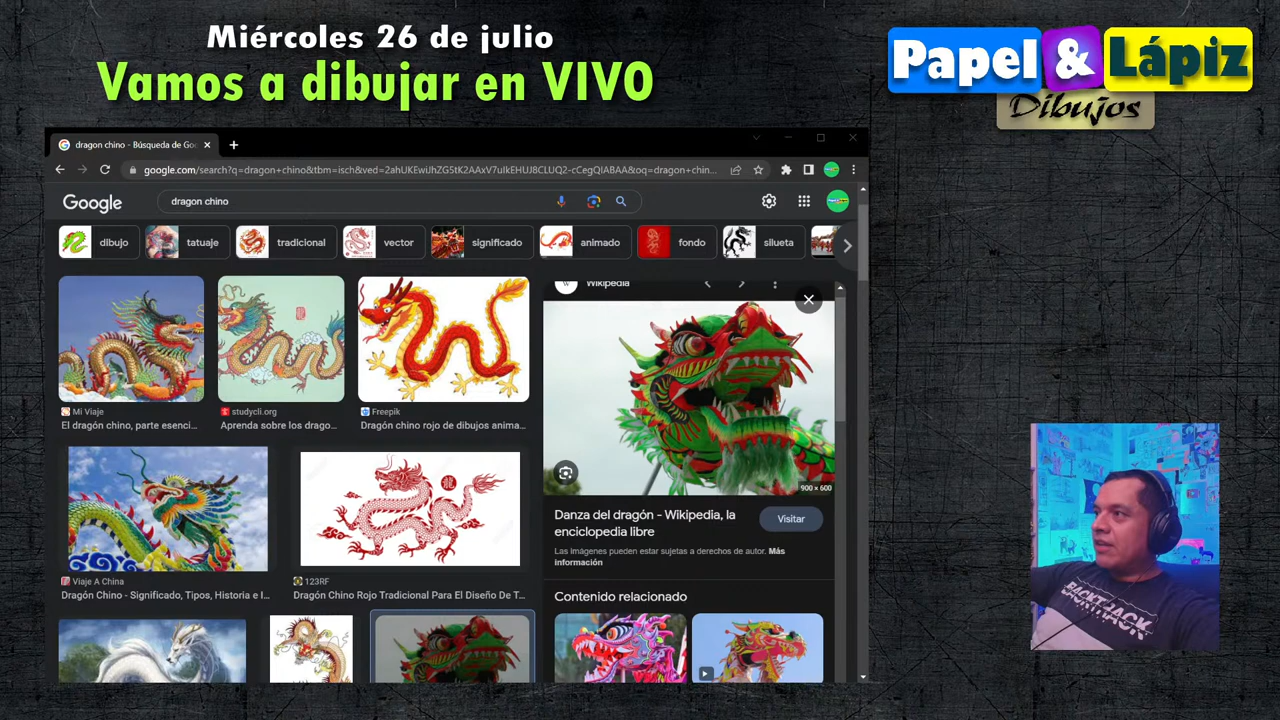 Miércoles 26 de julio
Vamos a dibujar en VIVO
Papel & Lápiz
Dibujos
dragon chino - Búsqueda de Goo
google.com/search?q=dragon+chino&tbm=isch&ved=2ahUKEwiJhZG5tK2AAxV7uIkEHUJ8CLUQ2-cCegQIABAA&oq=dragon+chin...
Google
dragon chino
dibujo
tatuaje
tradicional
vector
significado
animado
fondo
silueta
Mi Viaje
El dragón chino, parte esenci...
studycli.org
Aprenda sobre los drago...
Freepik
Dragón chino rojo de dibujos anima...
Viaje A China
Dragón Chino - Significado, Tipos, Historia e I...
123RF
Dragón Chino Rojo Tradicional Para El Diseño De T...
W
Wikipedia
900 × 600
Danza del dragón - Wikipedia, la
enciclopedia libre
Visitar
Las imágenes pueden estar sujetas a derechos de autor. Más
información
Contenido relacionado
BACKTRACK